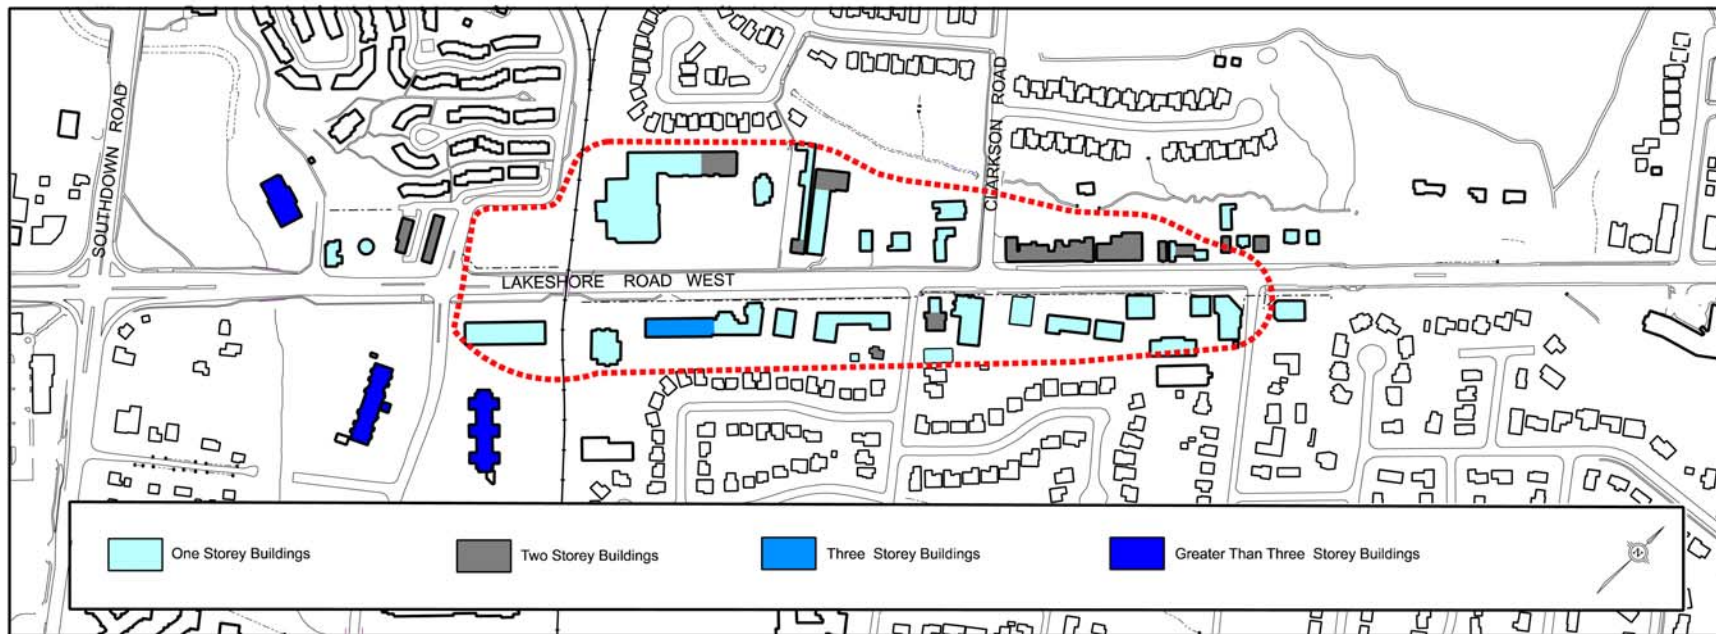 SOUTHDOWN ROAD
CLARKSON ROAD
LAKESHORE ROAD WEST
One Storey Buildings
Two Storey Buildings
Three Storey Buildings
Greater Than Three Storey Buildings